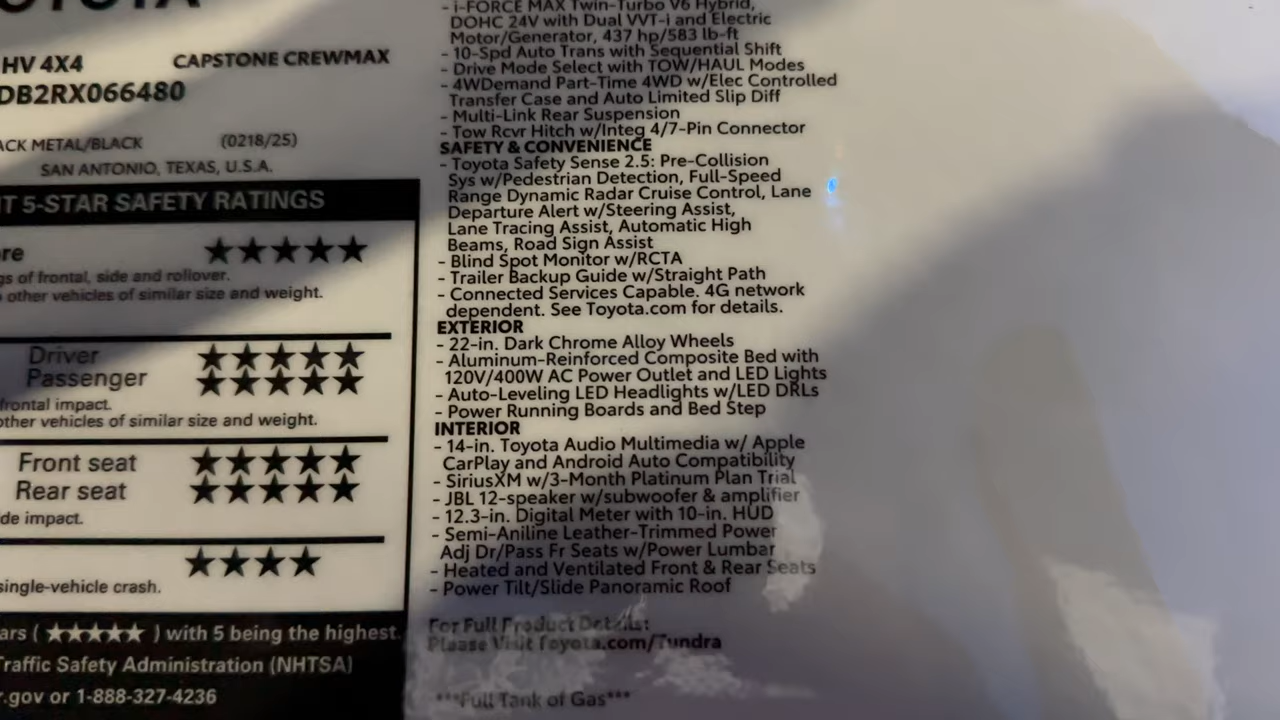 TOYOTA
HV 4X4 CAPSTONE CREWMAX
DB2RX066480
ACK METAL/BLACK (0218/25)
SAN ANTONIO, TEXAS, U.S.A.
NT 5-STAR SAFETY RATINGS
re ★★★★★
gs of frontal, side and rollover.
other vehicles of similar size and weight.
Driver ★★★★★
Passenger ★★★★★
frontal impact.
other vehicles of similar size and weight.
Front seat ★★★★★
Rear seat ★★★★★
de impact.
★★★★
single-vehicle crash.
ars ( ★★★★★ ) with 5 being the highest.
Traffic Safety Administration (NHTSA)
r.gov or 1-888-327-4236
- i-FORCE MAX Twin-Turbo V6 Hybrid,
DOHC 24V with Dual VVT-i and Electric
Motor/Generator, 437 hp/583 lb-ft
- 10-Spd Auto Trans with Sequential Shift
- Drive Mode Select with TOW/HAUL Modes
- 4WDemand Part-Time 4WD w/Elec Controlled
Transfer Case and Auto Limited Slip Diff
- Multi-Link Rear Suspension
- Tow Rcvr Hitch w/Integ 4/7-Pin Connector
SAFETY & CONVENIENCE
- Toyota Safety Sense 2.5: Pre-Collision
Sys w/Pedestrian Detection, Full-Speed
Range Dynamic Radar Cruise Control, Lane
Departure Alert w/Steering Assist,
Lane Tracing Assist, Automatic High
Beams, Road Sign Assist
- Blind Spot Monitor w/RCTA
- Trailer Backup Guide w/Straight Path
- Connected Services Capable. 4G network
dependent. See Toyota.com for details.
EXTERIOR
- 22-in. Dark Chrome Alloy Wheels
- Aluminum-Reinforced Composite Bed with
120V/400W AC Power Outlet and LED Lights
- Auto-Leveling LED Headlights w/LED DRLs
- Power Running Boards and Bed Step
INTERIOR
- 14-in. Toyota Audio Multimedia w/ Apple
CarPlay and Android Auto Compatibility
- SiriusXM w/3-Month Platinum Plan Trial
- JBL 12-speaker w/subwoofer & amplifier
- 12.3-in. Digital Meter with 10-in. HUD
- Semi-Aniline Leather-Trimmed Power
Adj Dr/Pass Fr Seats w/Power Lumbar
- Heated and Ventilated Front & Rear Seats
- Power Tilt/Slide Panoramic Roof
For Full Product Details:
Please Visit Toyota.com/Tundra
***Full Tank of Gas***